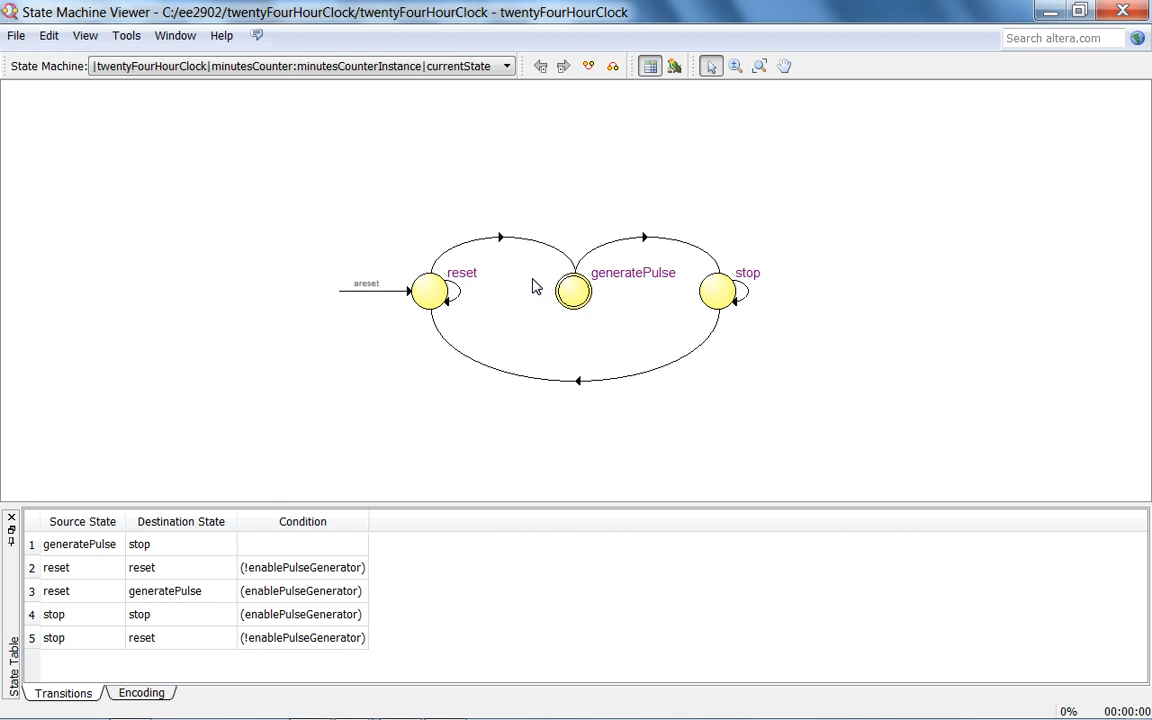 State Machine Viewer - C:/ee2902/twentyFourHourClock/twentyFourHourClock - twentyFourHourClock
File Edit View Tools Window Help
Search altera.com
State Machine: |twentyFourHourClock|minutesCounter:minutesCounterInstance|currentState
reset generatePulse stop
areset
Source State Destination State Condition
1 generatePulse stop
2 reset reset (!enablePulseGenerator)
3 reset generatePulse (enablePulseGenerator)
4 stop stop (enablePulseGenerator)
5 stop reset (!enablePulseGenerator)
State Table
Transitions Encoding
0% 00:00:00